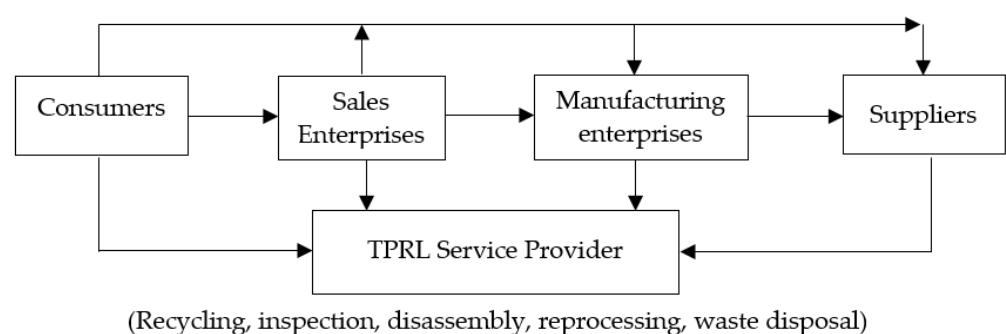 Consumers
Sales
Enterprises
Manufacturing
enterprises
Suppliers
TPRL Service Provider
(Recycling, inspection, disassembly, reprocessing, waste disposal)